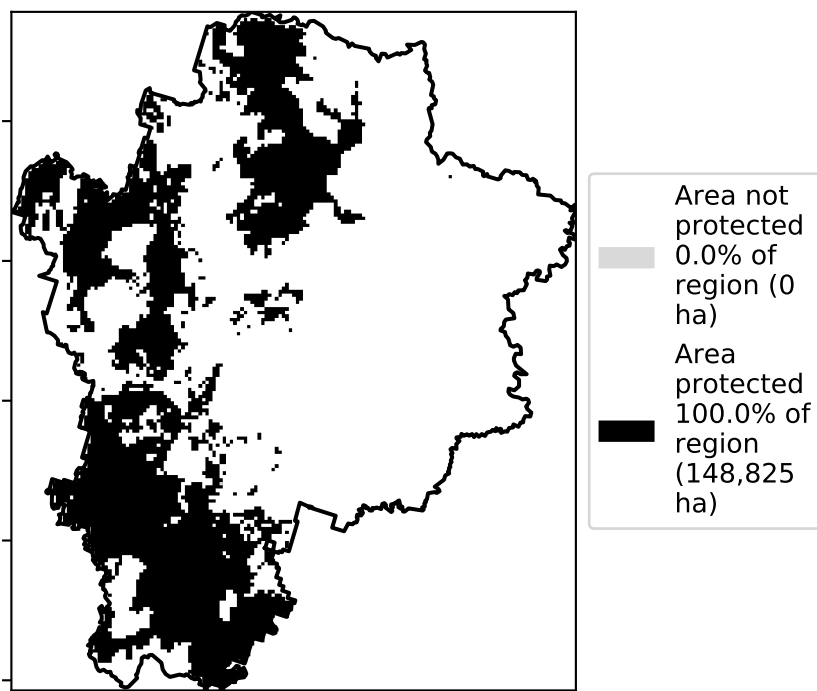 Area not
protected
0.0% of
region (0
ha)
Area
protected
100.0% of
region
(148,825
ha)